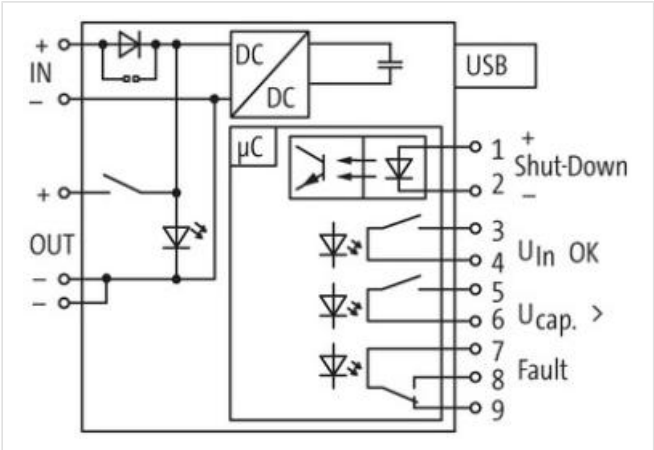 +
IN
−
DC
DC
USB
µC
1 +
Shut-Down
2 −
+
OUT
−
−
3
4 UIn OK
5
6 Ucap. >
7
8 Fault
9